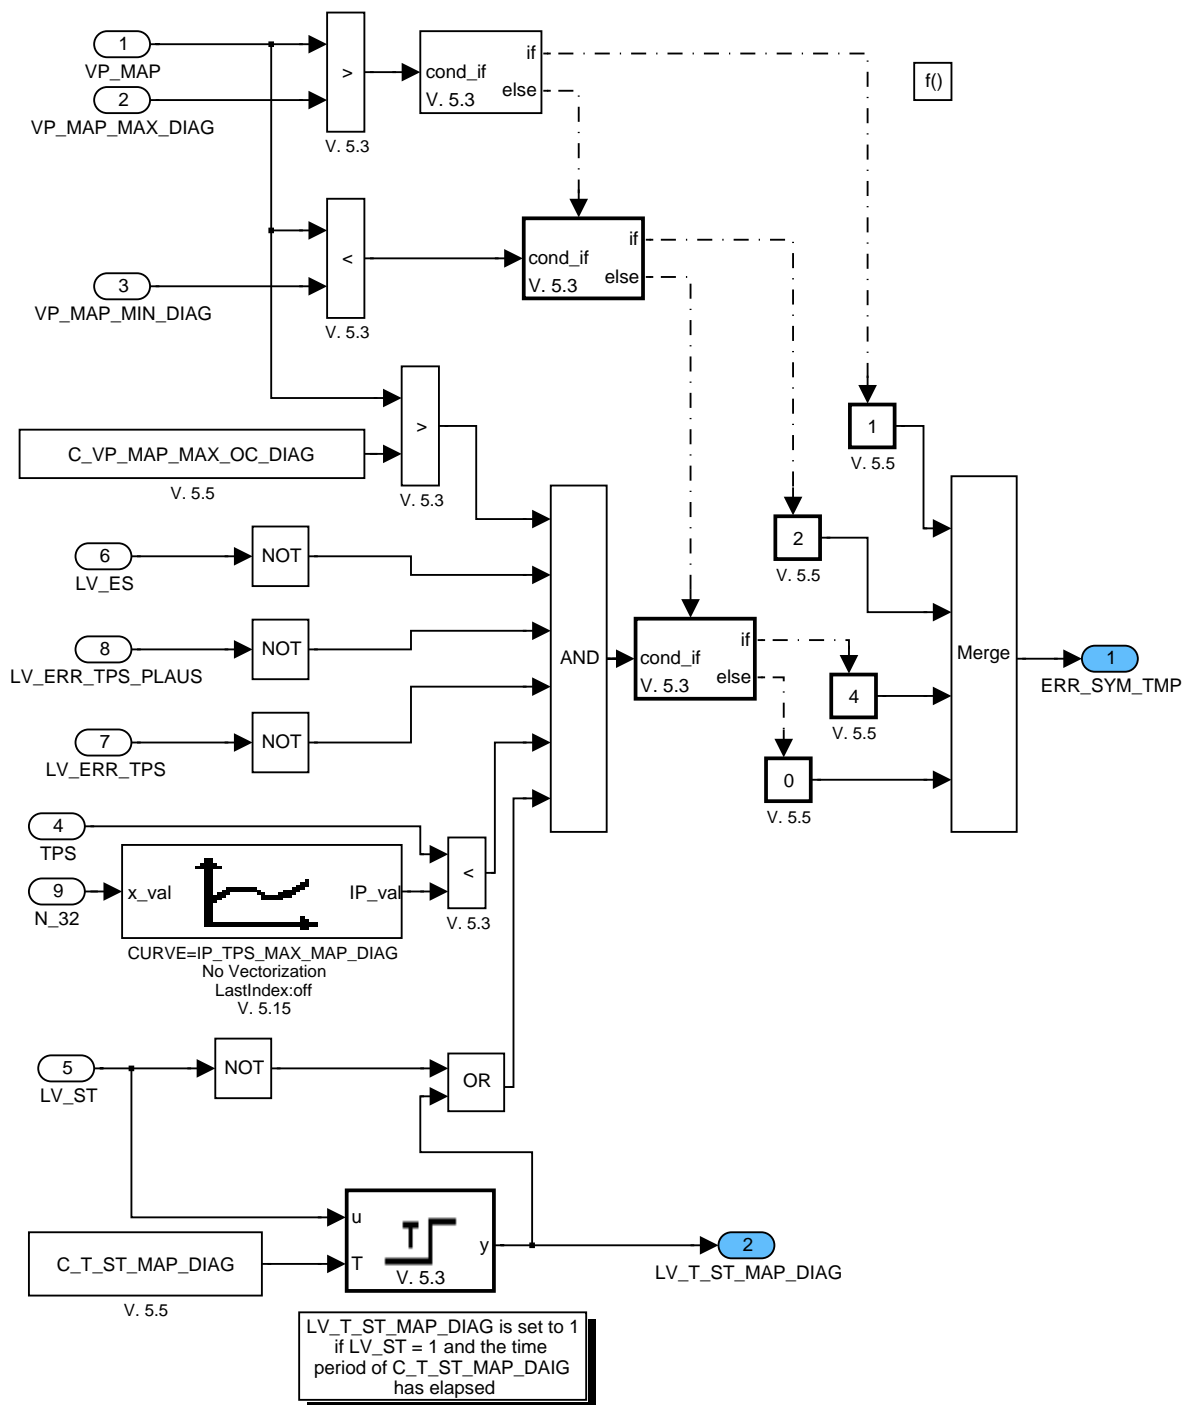 1
VP_MAP
2
VP_MAP_MAX_DIAG
>
V. 5.3
cond_if
if
else
V. 5.3
f()
3
VP_MAP_MIN_DIAG
<
V. 5.3
cond_if
if
else
V. 5.3
C_VP_MAP_MAX_OC_DIAG
V. 5.5
>
V. 5.3
1
V. 5.5
2
V. 5.5
6
LV_ES
NOT
8
LV_ERR_TPS_PLAUS
NOT
7
LV_ERR_TPS
NOT
AND
cond_if
if
else
V. 5.3
4
V. 5.5
0
V. 5.5
Merge
1
ERR_SYM_TMP
4
TPS
9
N_32
x_val
IP_val
CURVE=IP_TPS_MAX_MAP_DIAG
No Vectorization
LastIndex:off
V. 5.15
<
V. 5.3
5
LV_ST
NOT
OR
C_T_ST_MAP_DIAG
V. 5.5
u
T
T
y
V. 5.3
2
LV_T_ST_MAP_DIAG
LV_T_ST_MAP_DIAG is set to 1
if LV_ST = 1 and the time
period of C_T_ST_MAP_DAIG
has elapsed